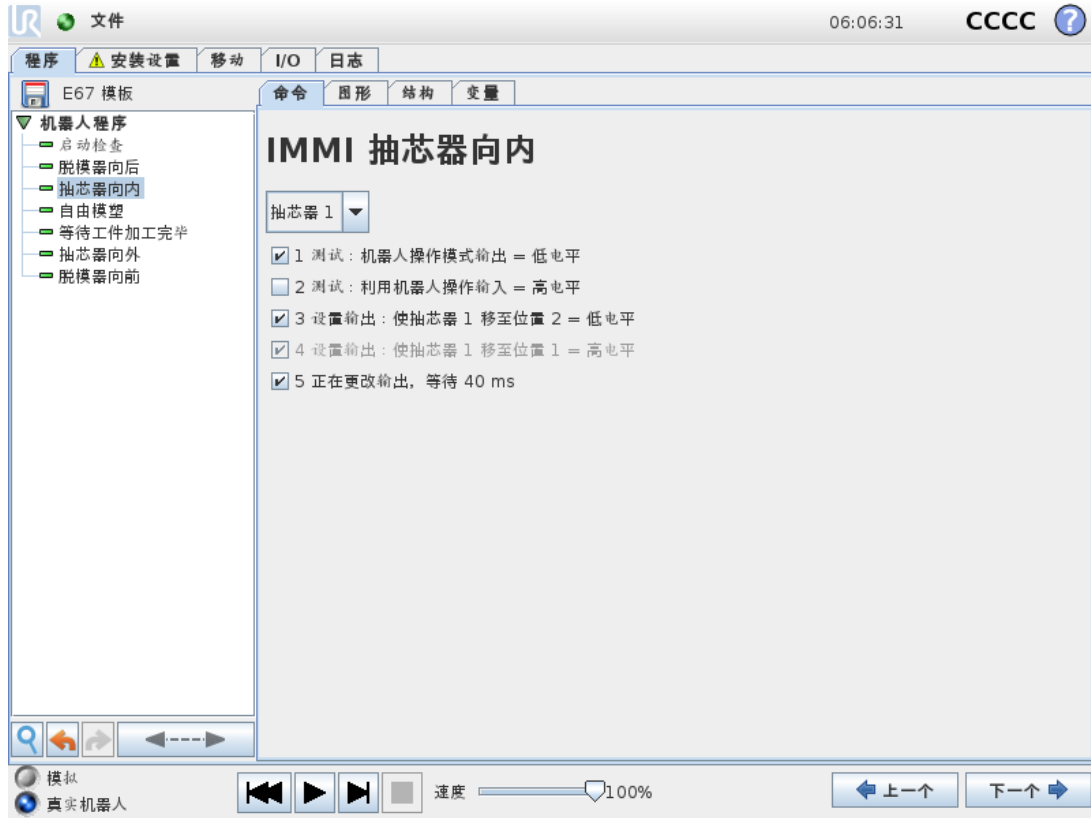 UR 文件 06:06:31 CCCC ?
程序 安装设置 移动 I/O 日志
E67 模板
命令 图形 结构 变量
机器人程序
启动检查
脱模器向后
抽芯器向内
自由模塑
等待工件加工完毕
抽芯器向外
脱模器向前
IMMI 抽芯器向内
抽芯器 1
1 测试：机器人操作模式输出 = 低电平
2 测试：利用机器人操作输入 = 高电平
3 设置输出：使抽芯器 1 移至位置 2 = 低电平
4 设置输出：使抽芯器 1 移至位置 1 = 高电平
5 正在更改输出，等待 40 ms
模拟
真实机器人
速度 100%
上一个 下一个